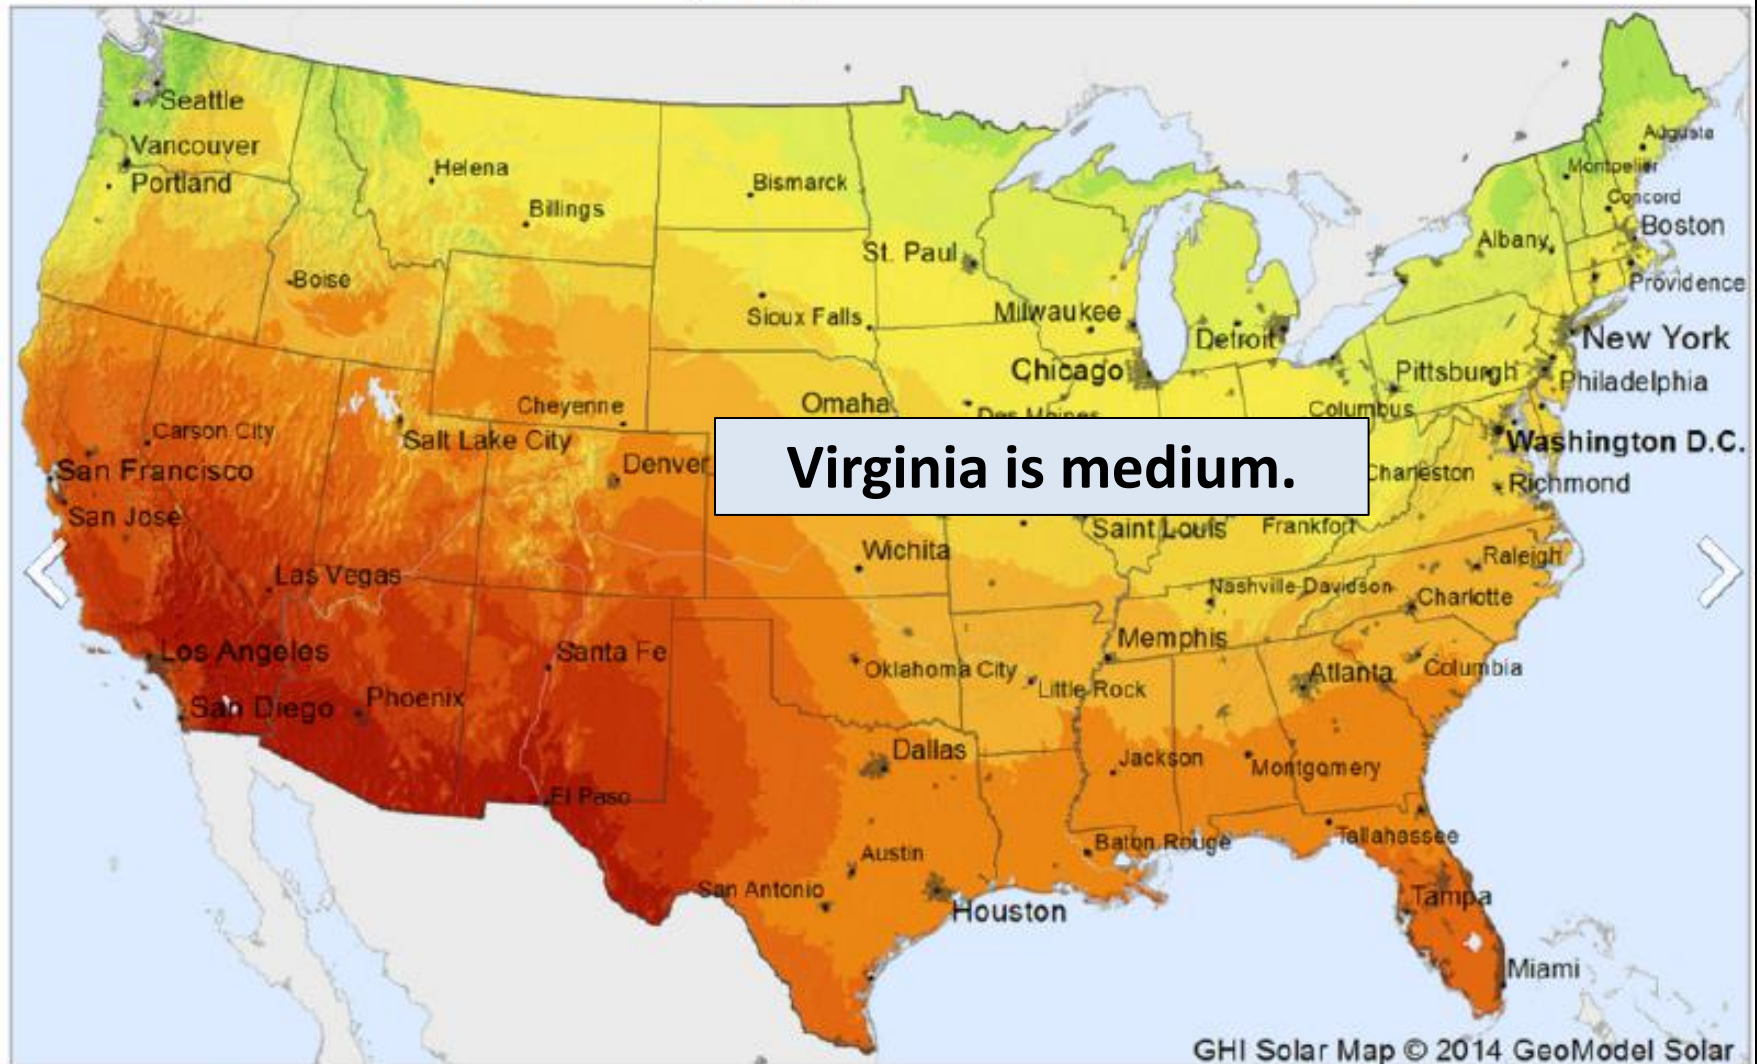 Seattle
Vancouver
Portland
Helena
Billings
Bismarck
St. Paul
Augusta
Montpelier
Concord
Boston
Albany
Providence
Boise
Sioux Falls
Milwaukee
Detroit
New York
Chicago
Pittsburgh
Philadelphia
Cheyenne
Omaha
Des Moines
Columbus
Carson City
Salt Lake City
Denver
Virginia is medium.
Washington D.C.
San Francisco
Charleston
Richmond
San Jose
Saint Louis
Frankfort
Wichita
Raleigh
Las Vegas
Nashville-Davidson
Charlotte
Los Angeles
Santa Fe
Memphis
Oklahoma City
Little Rock
Atlanta
Columbia
San Diego
Phoenix
Dallas
Jackson
Montgomery
El Paso
Baton Rouge
Tallahassee
Austin
San Antonio
Houston
Tampa
Miami
GHI Solar Map © 2014 GeoModel Solar